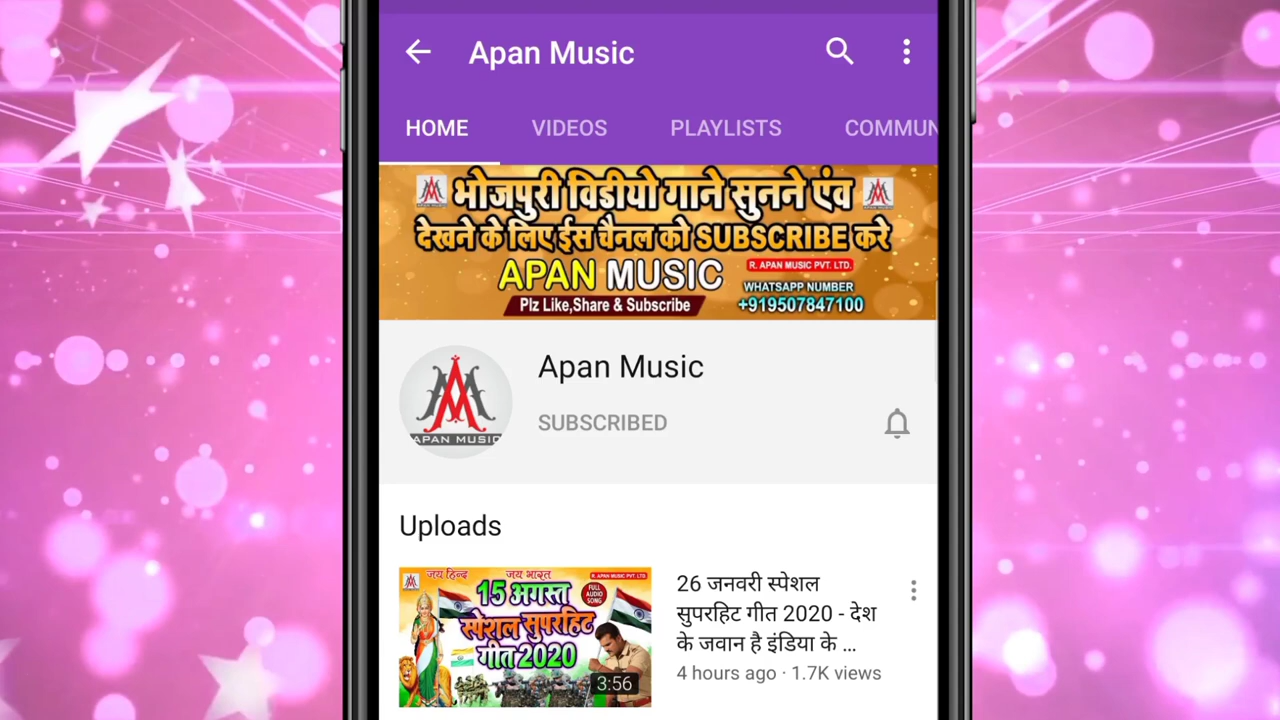 Apan Music
HOME VIDEOS PLAYLISTS COMMUN
भोजपुरी विडीयो गाने सुनने एंव
देखने के लिए ईस चैनल को SUBSCRIBE करे
APAN MUSIC
R. APAN MUSIC PVT. LTD.
WHATSAPP NUMBER
Plz Like,Share & Subscribe
+919507847100
Apan Music
SUBSCRIBED
APAN MUSIC
Uploads
जय हिन्द जय भारत
R. APAN MUSIC PVT. LTD
15 अगस्त
FULL
AUDIO
SONG
स्पेशल सुपरहिट
गीत 2020
3:56
26 जनवरी स्पेशल
सुपरहिट गीत 2020 - देश
के जवान है इंडिया के ...
4 hours ago · 1.7K views